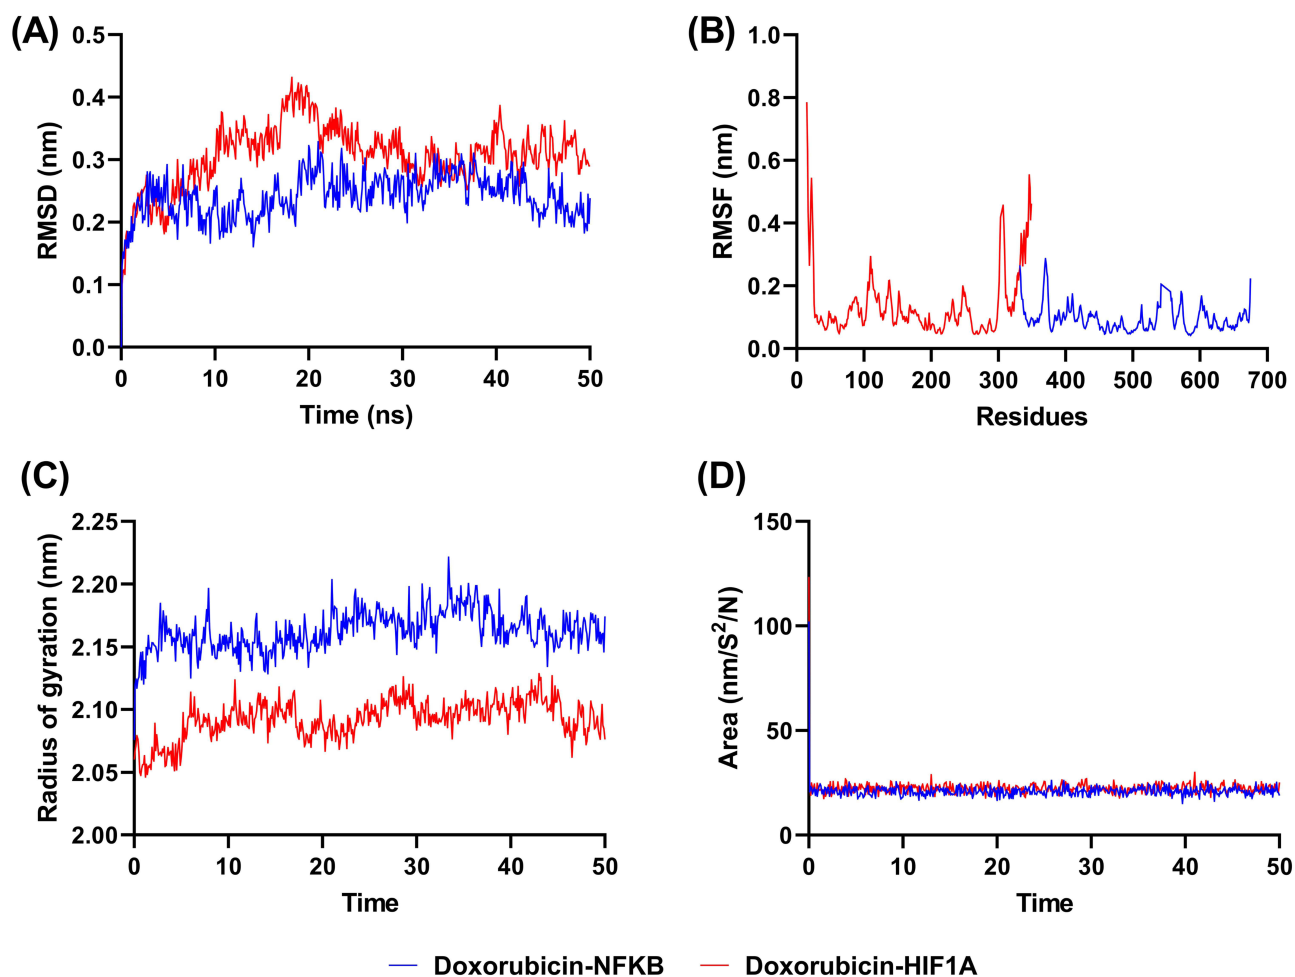 (A)
RMSD (nm)
0.5
0.4
0.3
0.2
0.1
0.0
0 10 20 30 40 50
Time (ns)
(B)
RMSF (nm)
1.0
0.8
0.6
0.4
0.2
0.0
0 100 200 300 400 500 600 700
Residues
(C)
Radius of gyration (nm)
2.25
2.20
2.15
2.10
2.05
2.00
0 10 20 30 40 50
Time
(D)
Area (nm/S²/N)
150
100
50
0
0 10 20 30 40 50
Time
Doxorubicin-NFKB Doxorubicin-HIF1A